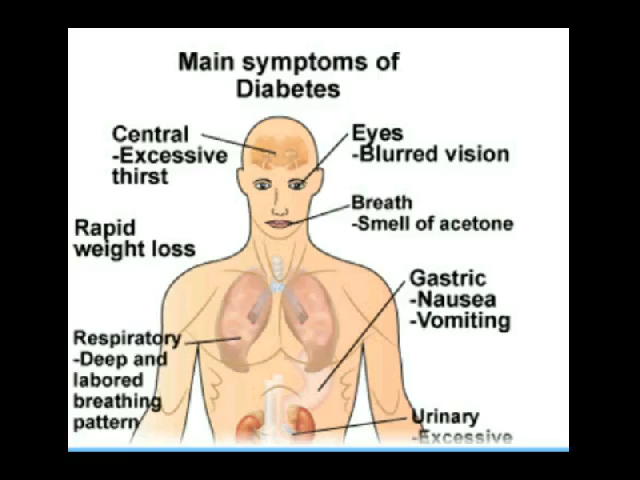 Main symptoms of
Diabetes
Central
-Excessive
thirst
Eyes
-Blurred vision
Breath
-Smell of acetone
Rapid
weight loss
Gastric
-Nausea
-Vomiting
Respiratory
-Deep and
labored
breathing
pattern
Urinary
-Excessive